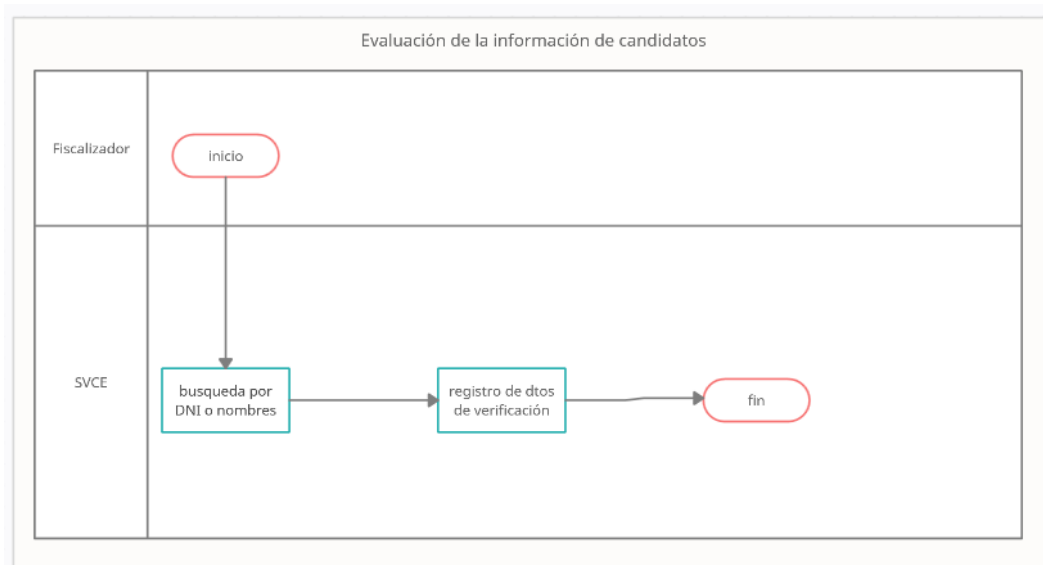 Evaluación de la información de candidatos
Fiscalizador
inicio
SVCE
busqueda por
DNI o nombres
registro de dtos
de verificación
fin